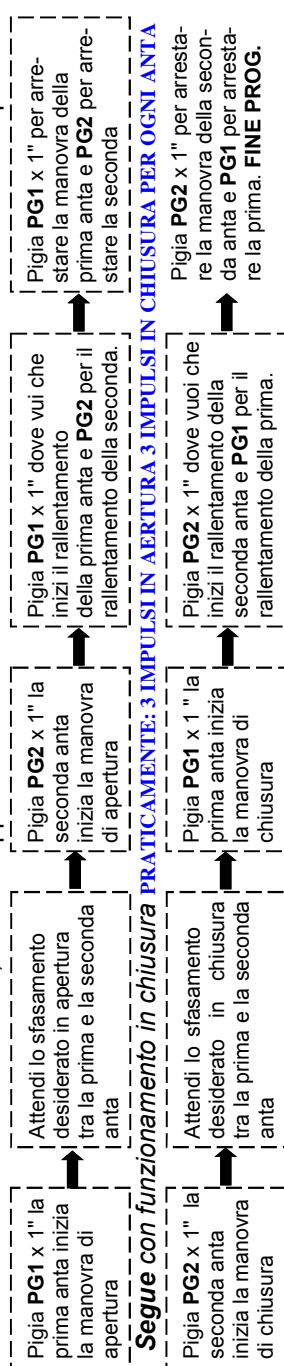 Pigia PG1 x 1" la
prima anta inizia
la manovra di
apertura
Attendi lo sfasamento
desiderato in apertura
tra la prima e la seconda
anta
Pigia PG2 x 1" la
seconda anta
inizia la manovra
di apertura
Pigia PG1 x 1" dove vui che
inizi il rallentamento
della prima anta e PG2 per il
rallentamento della seconda.
Pigia PG1 x 1" per arre-
stare la manovra della
prima anta e PG2 per arre-
stare la seconda
Segue con funzionamento in chiusura PRATICAMENTE: 3 IMPULSI IN AERTURA 3 IMPULSI IN CHIUSURA PER OGNI ANTA
Pigia PG2 x 1" la
seconda anta
inizia la manovra
di chiusura
Attendi lo sfasamento
desiderato in chiusura
tra la prima e la seconda
anta
Pigia PG1 x 1" la
prima anta inizia
la manovra di
chiusura
Pigia PG2 x 1" dove vuoi che
inizi il rallentamento della
seconda anta e PG1 per il
rallentamento della prima.
Pigia PG2 x 1" per arresta-
re la manovra della secon-
da anta e PG1 per arresta-
re la prima. FINE PROG.